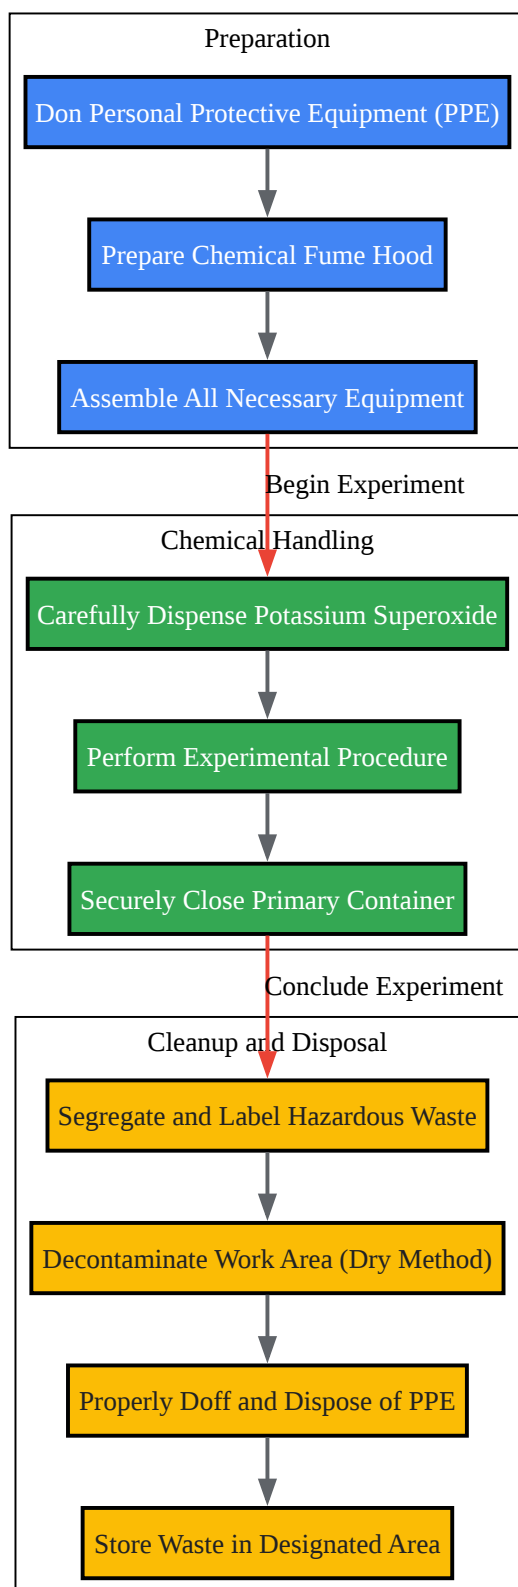 Preparation
Don Personal Protective Equipment (PPE)
Prepare Chemical Fume Hood
Assemble All Necessary Equipment
Begin Experiment
Chemical Handling
Carefully Dispense Potassium Superoxide
Perform Experimental Procedure
Securely Close Primary Container
Conclude Experiment
Cleanup and Disposal
Segregate and Label Hazardous Waste
Decontaminate Work Area (Dry Method)
Properly Doff and Dispose of PPE
Store Waste in Designated Area